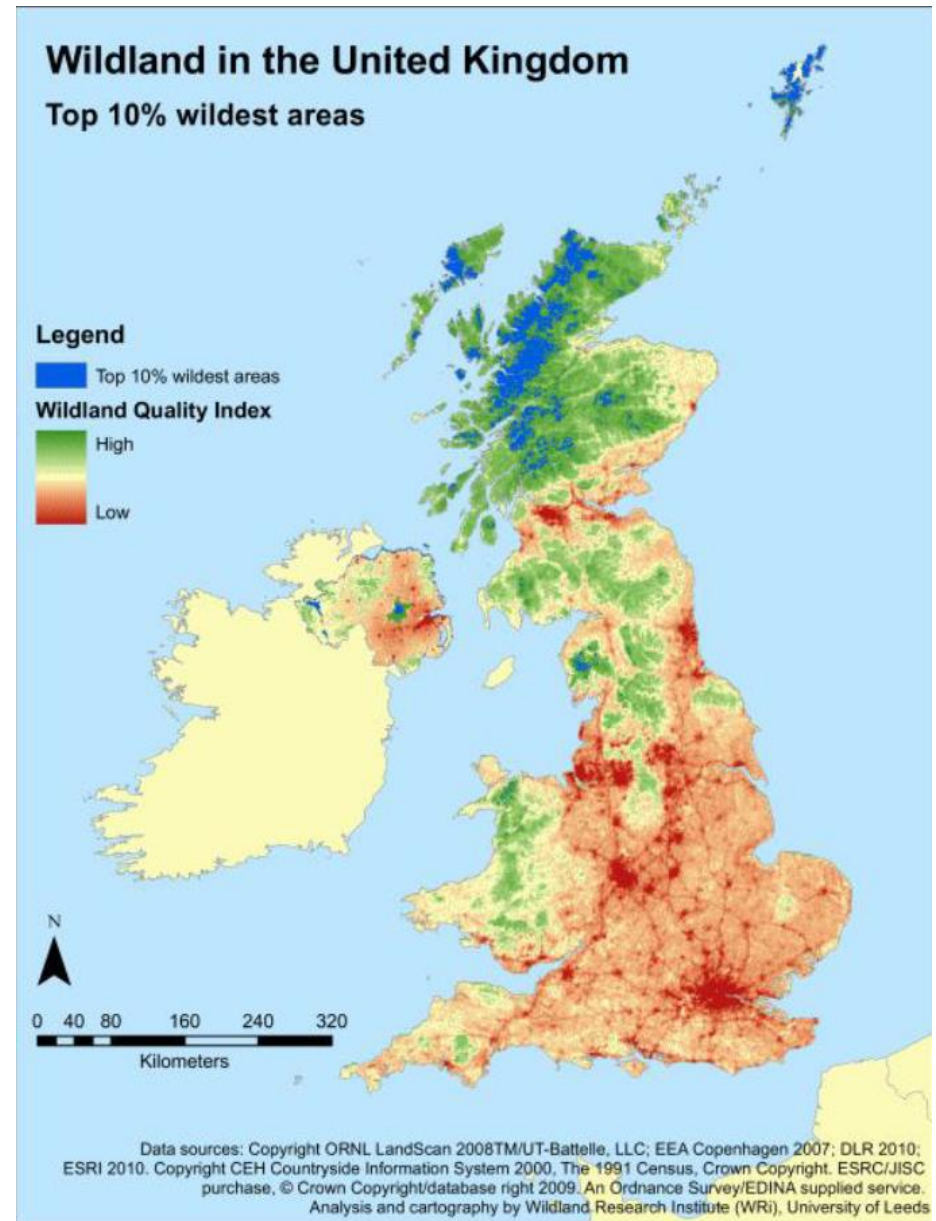 Wildland in the United Kingdom
Top 10% wildest areas
Legend
Top 10% wildest areas
Wildland Quality Index
High
Low
N
0 40 80 160 240 320
Kilometers
Data sources: Copyright ORNL LandScan 2008TM/UT-Battelle, LLC; EEA Copenhagen 2007; DLR 2010;
ESRI 2010. Copyright CEH Countryside Information System 2000, The 1991 Census, Crown Copyright. ESRC/JISC
purchase, © Crown Copyright/database right 2009. An Ordnance Survey/EDINA supplied service.
Analysis and cartography by Wildland Research Institute (WRi), University of Leeds